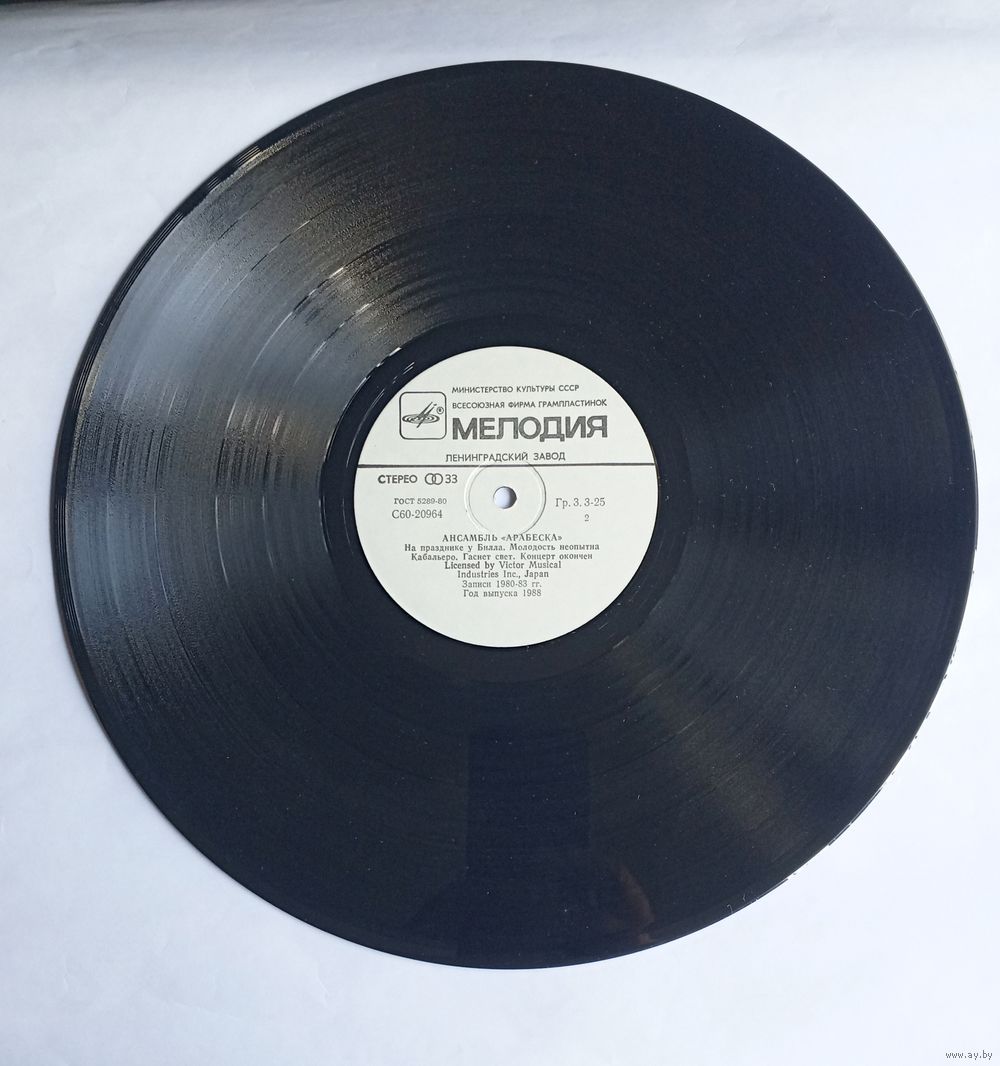 МИНИСТЕРСТВО КУЛЬТУРЫ СССР
ВСЕСОЮЗНАЯ ФИРМА ГРАМПЛАСТИНОК
®
МЕЛОДИЯ
ЛЕНИНГРАДСКИЙ ЗАВОД
СТЕРЕО 33
ГОСТ 5289-80
С60-20964
Гр. 3. 3-25
2
АНСАМБЛЬ «АРАБЕСКА»
На празднике у Билла. Молодость неопытна
Кабальеро. Гаснет свет. Концерт окончен
Licensed by Victor Musical
Industries Inc., Japan
Записи 1980-83 гг.
Год выпуска 1988
www.ay.by